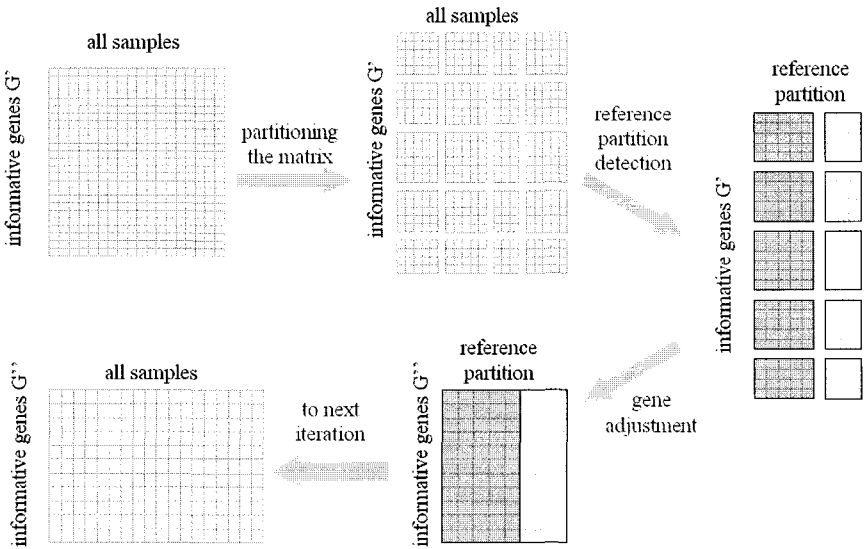 all samples
informative genes G`
partitioning
the matrix
all samples
informative genes G`
reference
partition
detection
reference
partition
informative genes G'
gene
adjustment
reference
partition
informative genes G’’
to next
iteration
all samples
informative genes G’’